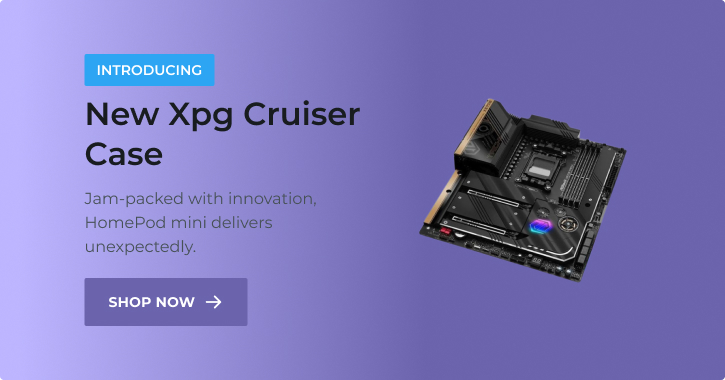 INTRODUCING
New Xpg Cruiser
Case
Jam-packed with innovation,
HomePod mini delivers
unexpectedly.
SHOP NOW